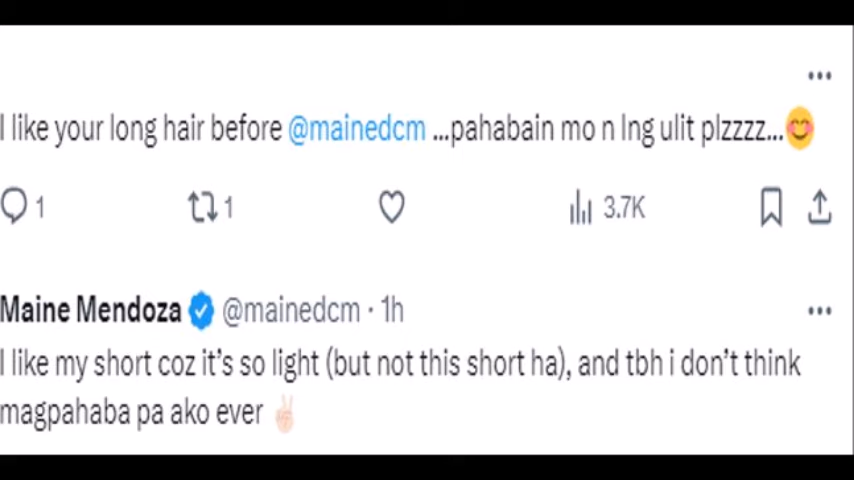 I like your long hair before @mainedcm ...pahabain mo n lng ulit plzzzz...😊
1 1 3.7K
Maine Mendoza @mainedcm · 1h
I like my short coz it's so light (but not this short ha), and tbh i don't think
magpahaba pa ako ever ✌🏻